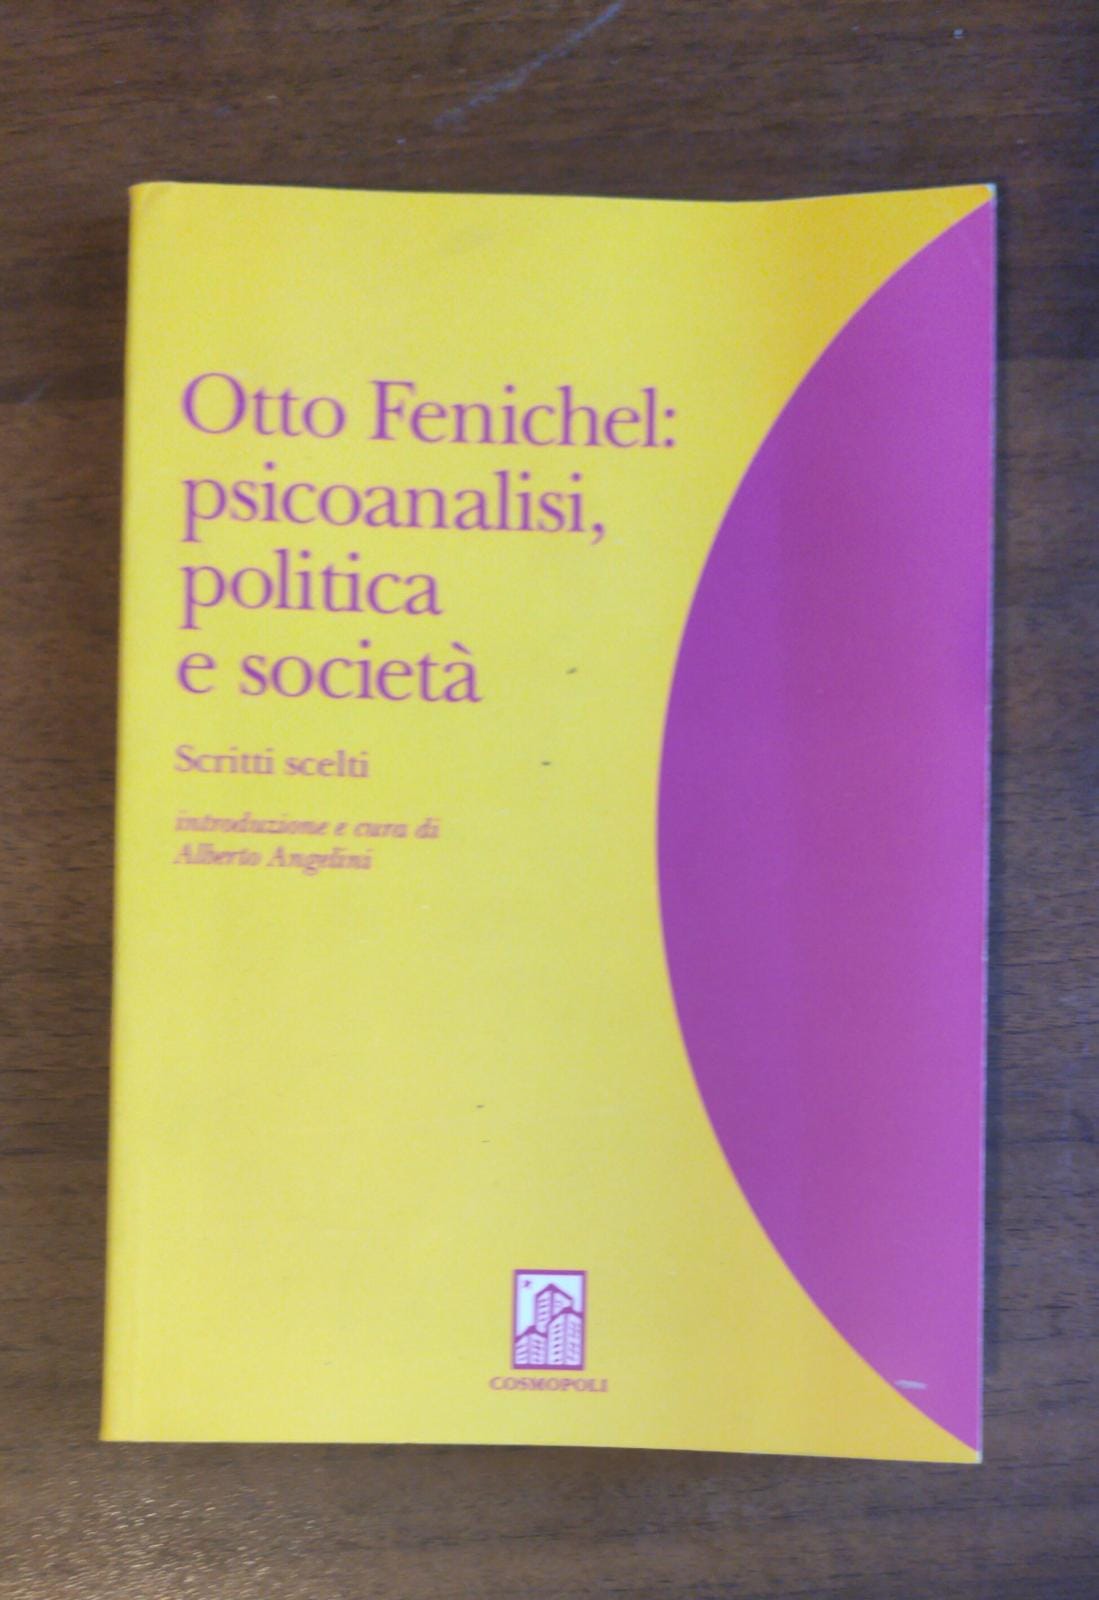 Otto Fenichel:
psicoanalisi,
politica
e società
Scritti scelti
introduzione e cura di
Alberto Angelini
COSMOPOLI